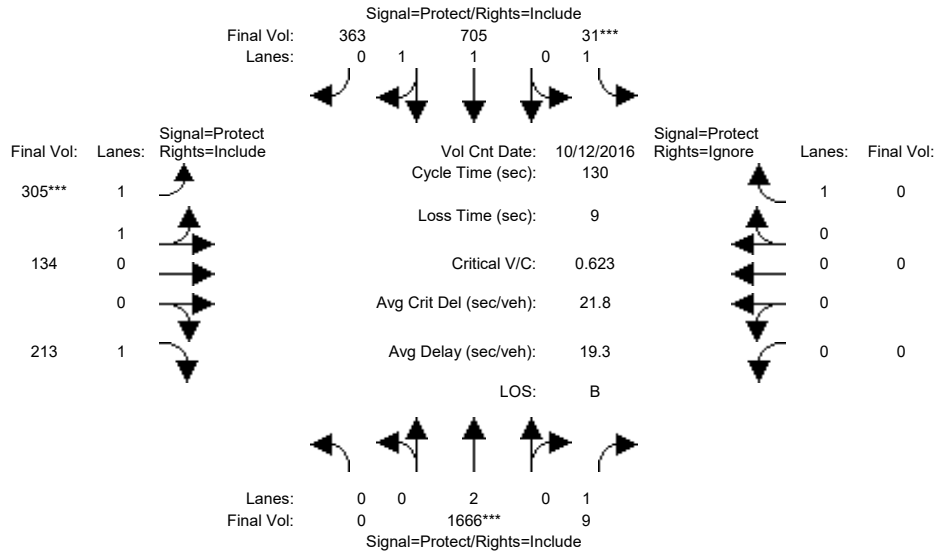 Signal=Protect/Rights=Include
Final Vol: 363 705 31***
Lanes: 0 1 1 0 1
Signal=Protect Signal=Protect
Final Vol: Lanes: Rights=Include Vol Cnt Date: 10/12/2016 Rights=Ignore Lanes: Final Vol:
Cycle Time (sec): 130
305*** 1 1 0
Loss Time (sec): 9
1 0
134 0 Critical V/C: 0.623 0 0
0 Avg Crit Del (sec/veh): 21.8 0
213 1 Avg Delay (sec/veh): 19.3 0 0
LOS: B
Lanes: 0 0 2 0 1
Final Vol: 0 1666*** 9
Signal=Protect/Rights=Include